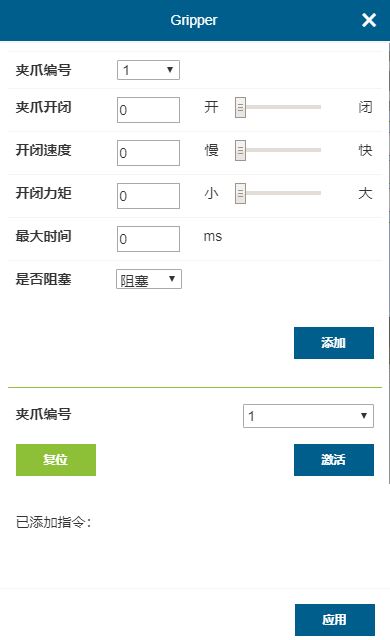 Gripper
夹爪编号 1
夹爪开闭 0 开 闭
开闭速度 0 慢 快
开闭力矩 0 小 大
最大时间 0 ms
是否阻塞 阻塞
添加
夹爪编号 1
复位 激活
已添加指令：
应用